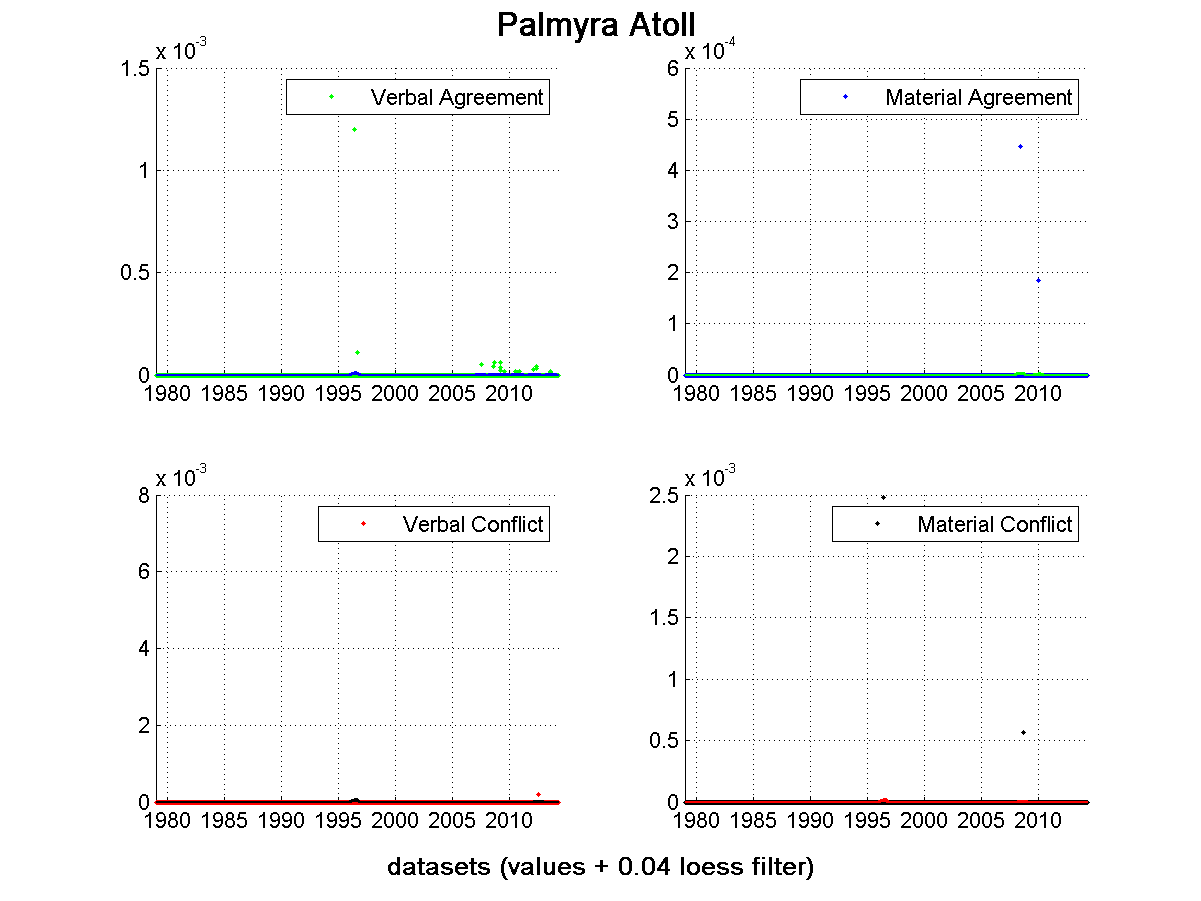 Palmyra Atoll
x 10-3
1.5
1
0.5
0
Verbal Agreement
1980 1985 1990 1995 2000 2005 2010
x 10-4
6
5
4
3
2
1
0
Material Agreement
1980 1985 1990 1995 2000 2005 2010
x 10-3
8
6
4
2
0
Verbal Conflict
1980 1985 1990 1995 2000 2005 2010
x 10-3
2.5
2
1.5
1
0.5
0
Material Conflict
1980 1985 1990 1995 2000 2005 2010
datasets (values + 0.04 loess filter)